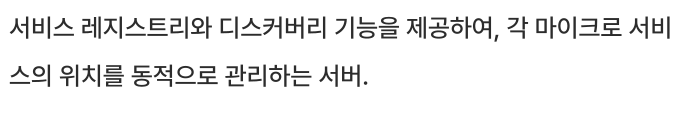 서비스 레지스트리와 디스커버리 기능을 제공하여, 각 마이크로 서비
스의 위치를 동적으로 관리하는 서버.